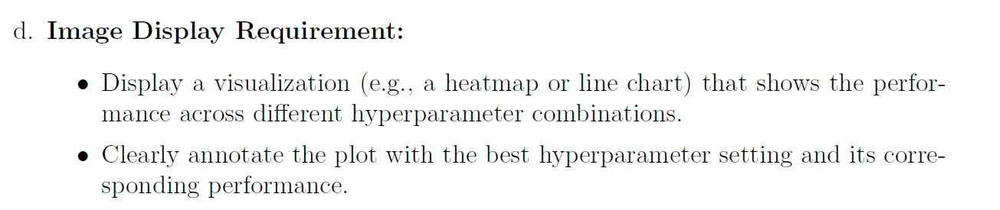 d. Image Display Requirement:
• Display a visualization (e.g., a heatmap or line chart) that shows the perfor-
mance across different hyperparameter combinations.
• Clearly annotate the plot with the best hyperparameter setting and its corre-
sponding performance.